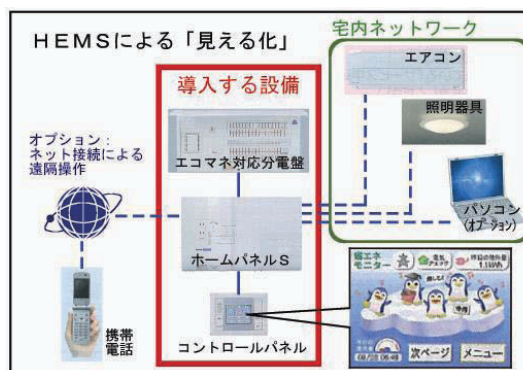 HEMSによる「見える化」
宅内ネットワーク
エアコン
導入する設備
照明器具
オプション：
ネット接続による
遠隔操作
エコマネ対応分電盤
パソコン
(オプション)
ホームパネルS
省エネ
モニター
携帯
電話
コントロールパネル
次ページ
メニュー